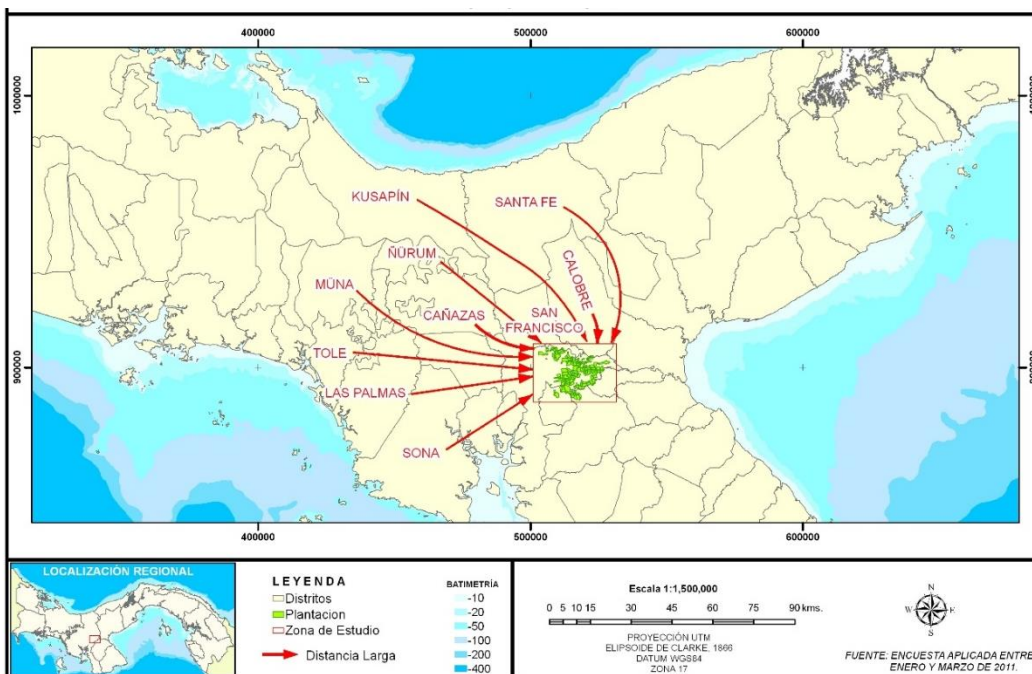 400000
500000
600000
1000000
KUSAPÍN
SANTA FE
ÑÜRUM
CALOBRE
MÜNA
CAÑAZAS
SAN
FRANCISCO
TOLE
900000
LAS PALMAS
SONA
400000
500000
600000
LOCALIZACIÓN REGIONAL
LEYENDA
Distritos
Plantacion
Zona de Estudio
Distancia Larga
BATIMETRÍA
-10
-20
-50
-100
-200
-400
Escala 1:1,500,000
0 5 10 15 30 45 60 75 90 kms.
PROYECCIÓN UTM
ELIPSOIDE DE CLARKE, 1866
DATUM WGS84
ZONA 17
N
W E
S
FUENTE: ENCUESTA APLICADA ENTRE
ENERO Y MARZO DE 2011.